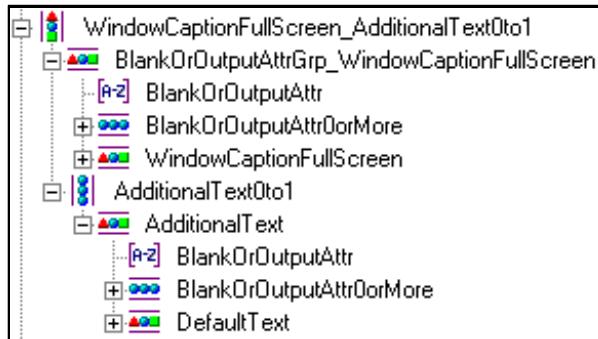 WindowCaptionFullScreen_AdditionalText0to1
BlankOrOutputAttrGrp_WindowCaptionFullScreen
[A-Z] BlankOrOutputAttr
BlankOrOutputAttr0orMore
WindowCaptionFullScreen
AdditionalText0to1
AdditionalText
[A-Z] BlankOrOutputAttr
BlankOrOutputAttr0orMore
DefaultText